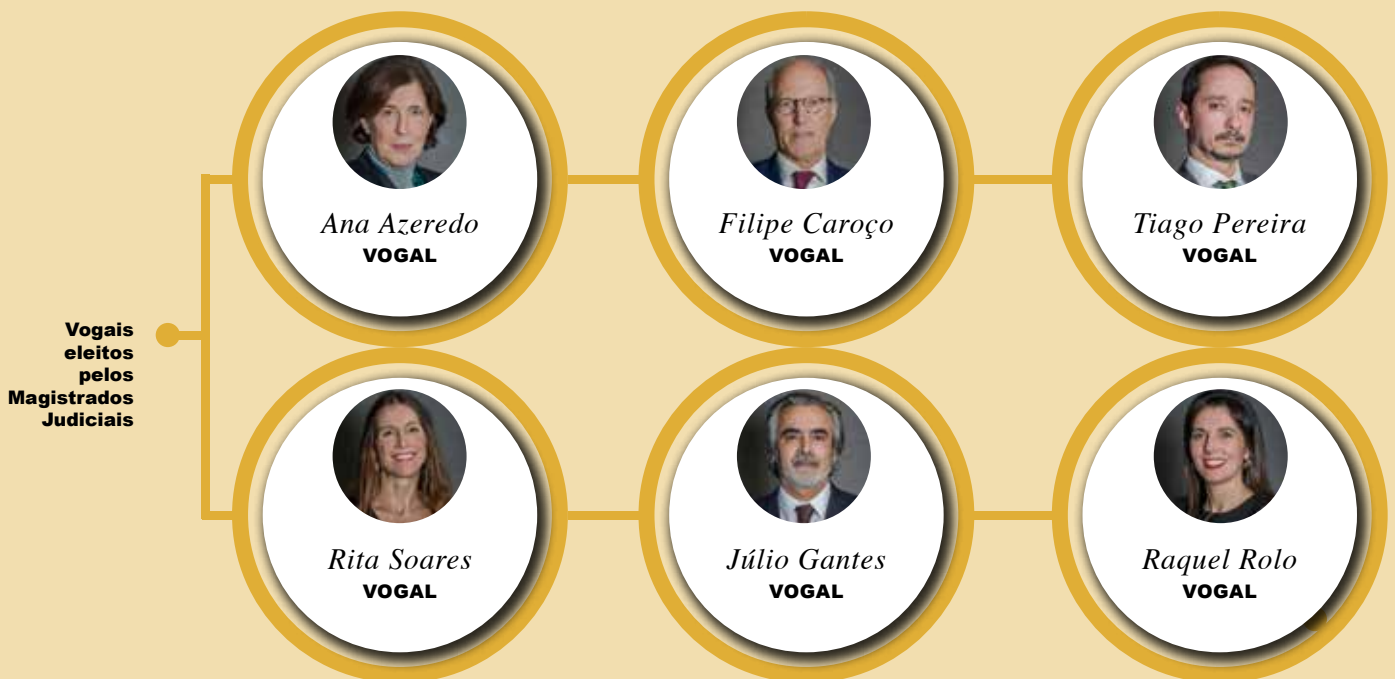 Ana Azeredo
VOGAL
Filipe Caroço
VOGAL
Tiago Pereira
VOGAL
Vogais
eleitos
pelos
Magistrados
Judiciais
Rita Soares
VOGAL
Júlio Gantes
VOGAL
Raquel Rolo
VOGAL